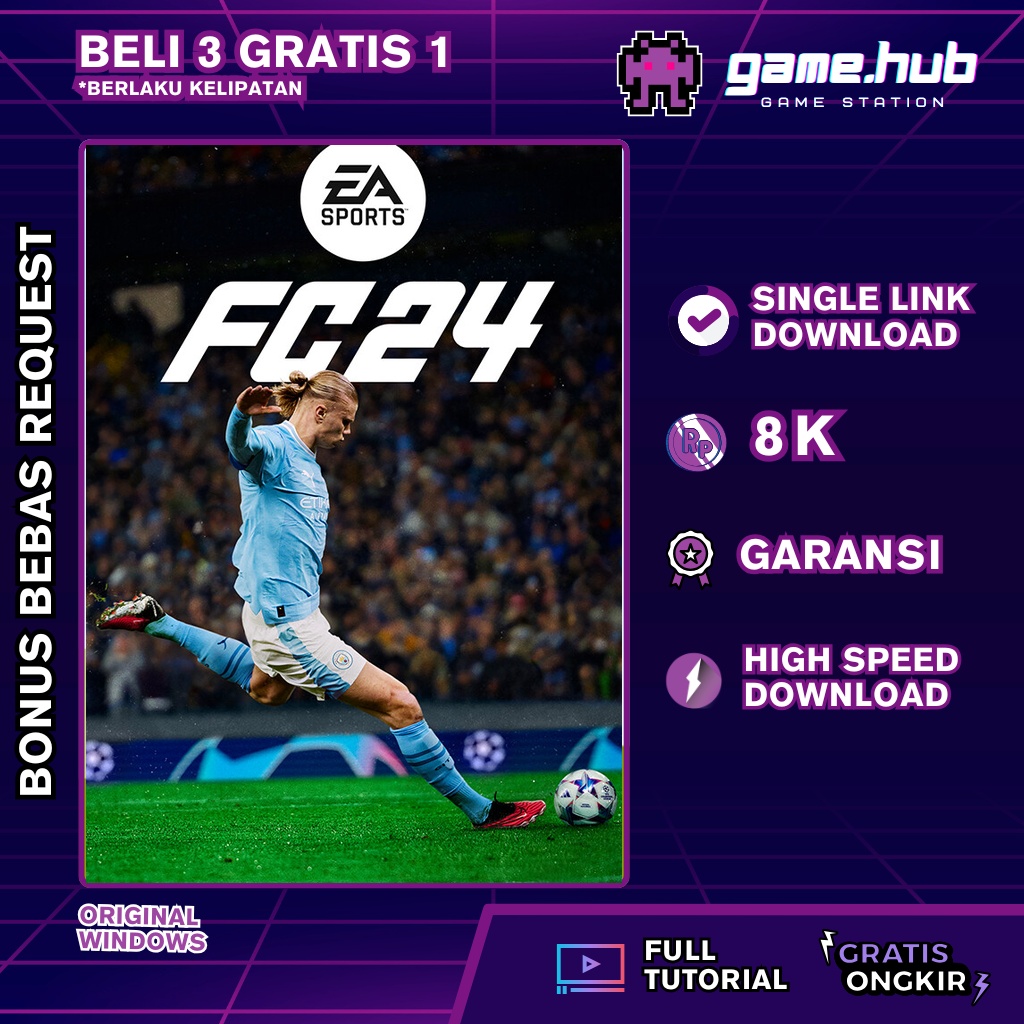 BELI 3 GRATIS 1
*BERLAKU KELIPATAN
game.hub
GAME STATION
EA
SPORTS
FC24
BONUS BEBAS REQUEST
SINGLE LINK
DOWNLOAD
RP
8K
GARANSI
HIGH SPEED
DOWNLOAD
ORIGINAL
WINDOWS
FULL
TUTORIAL
GRATIS
ONGKIR